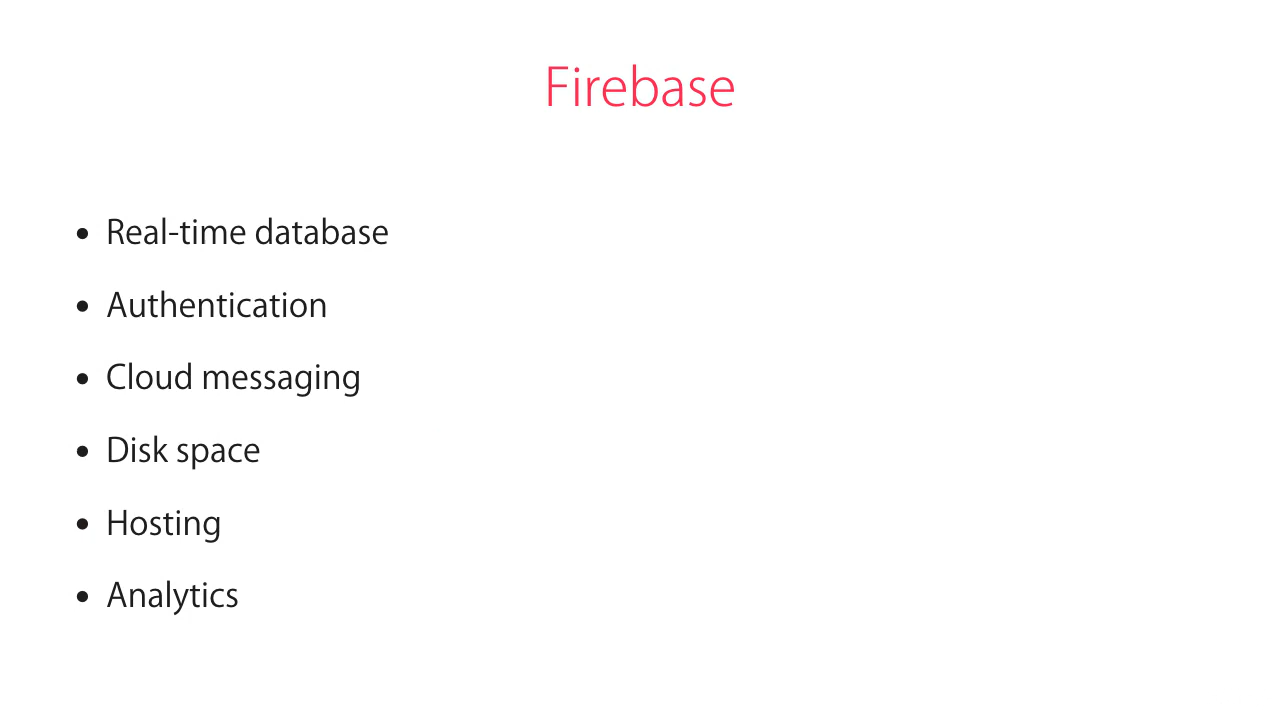 Firebase
• Real-time database
• Authentication
• Cloud messaging
• Disk space
• Hosting
• Analytics